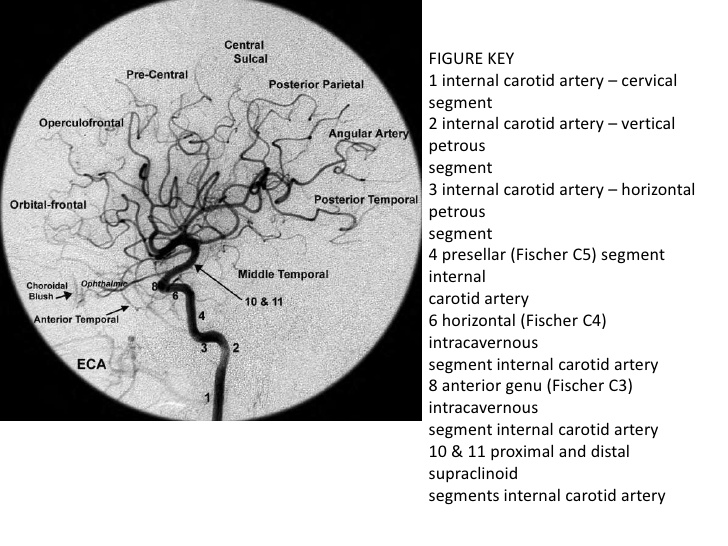 Central
Sulcal
Pre-Central
Posterior Parietal
Operculofrontal
Angular Artery
Orbital-frontal
Posterior Temporal
Middle Temporal
Choroidal
Blush
Ophthalmic
8
6
10 & 11
Anterior Temporal
4
3
2
ECA
1
FIGURE KEY
1 internal carotid artery – cervical
segment
2 internal carotid artery – vertical
petrous
segment
3 internal carotid artery – horizontal
petrous
segment
4 presellar (Fischer C5) segment
internal
carotid artery
6 horizontal (Fischer C4)
intracavernous
segment internal carotid artery
8 anterior genu (Fischer C3)
intracavernous
segment internal carotid artery
10 & 11 proximal and distal
supraclinoid
segments internal carotid artery